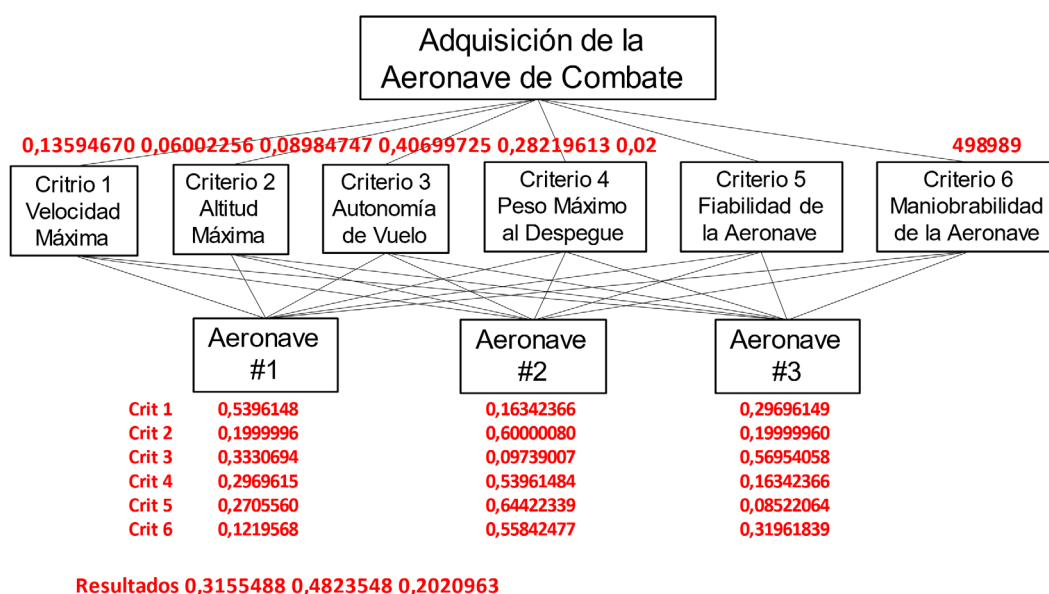 Adquisición de la
Aeronave de Combate
0,13594670 0,06002256 0,08984747 0,40699725 0,28219613 0,02 498989
Critrio 1
Velocidad
Máxima
Criterio 2
Altitud
Máxima
Criterio 3
Autonomía
de Vuelo
Criterio 4
Peso Máximo
al Despegue
Criterio 5
Fiabilidad de
la Aeronave
Criterio 6
Maniobrabilidad
de la Aeronave
Aeronave
#1
Aeronave
#2
Aeronave
#3
Crit 1 0,5396148 0,16342366 0,29696149
Crit 2 0,1999996 0,60000080 0,19999960
Crit 3 0,3330694 0,09739007 0,56954058
Crit 4 0,2969615 0,53961484 0,16342366
Crit 5 0,2705560 0,64422339 0,08522064
Crit 6 0,1219568 0,55842477 0,31961839
Resultados 0,3155488 0,4823548 0,2020963